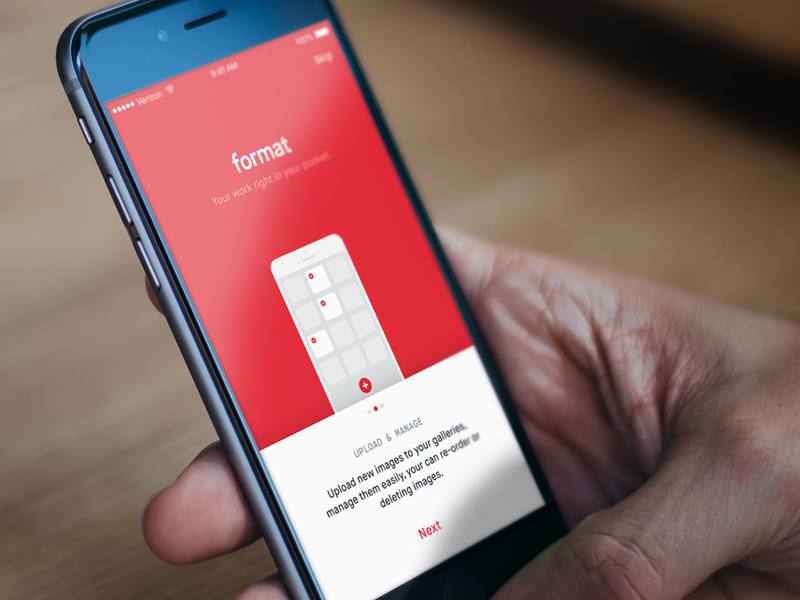 Verizon 9:41 AM 100%
Skip
format
Your work right in your pocket.
UPLOAD & MANAGE
Upload new images to your galleries,
manage them easily, your can re-order or
deleting images.
Next